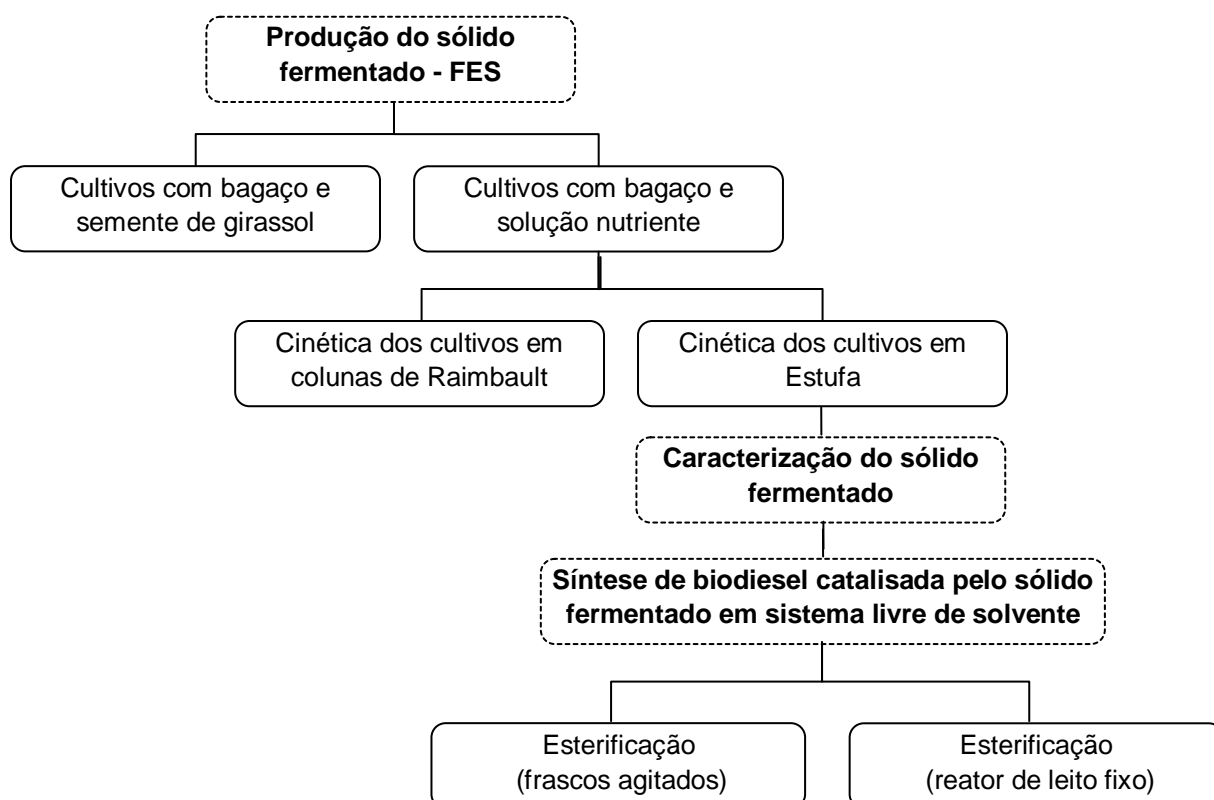 Produção do sólido
fermentado - FES
Cultivos com bagaço e
semente de girassol
Cultivos com bagaço e
solução nutriente
Cinética dos cultivos em
colunas de Raimbault
Cinética dos cultivos em
Estufa
Caracterização do sólido
fermentado
Síntese de biodiesel catalisada pelo sólido
fermentado em sistema livre de solvente
Esterificação
(frascos agitados)
Esterificação
(reator de leito fixo)